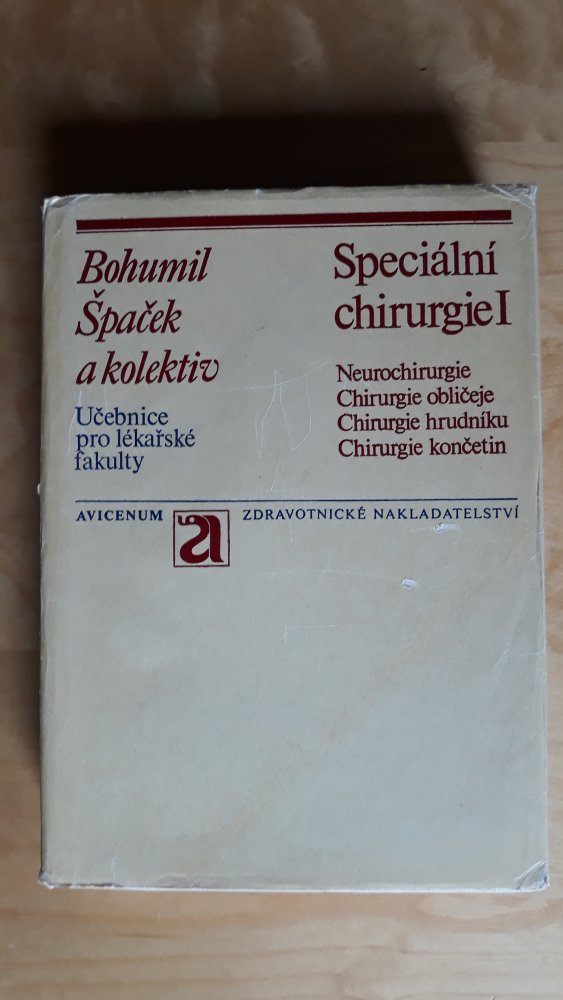 Bohumil
Špaček
a kolektiv
Učebnice
pro lékařské
fakulty
Speciální
chirurgie I
Neurochirurgie
Chirurgie obličeje
Chirurgie hrudníku
Chirurgie končetin
AVICENUM a ZDRAVOTNICKÉ NAKLADATELSTVÍ